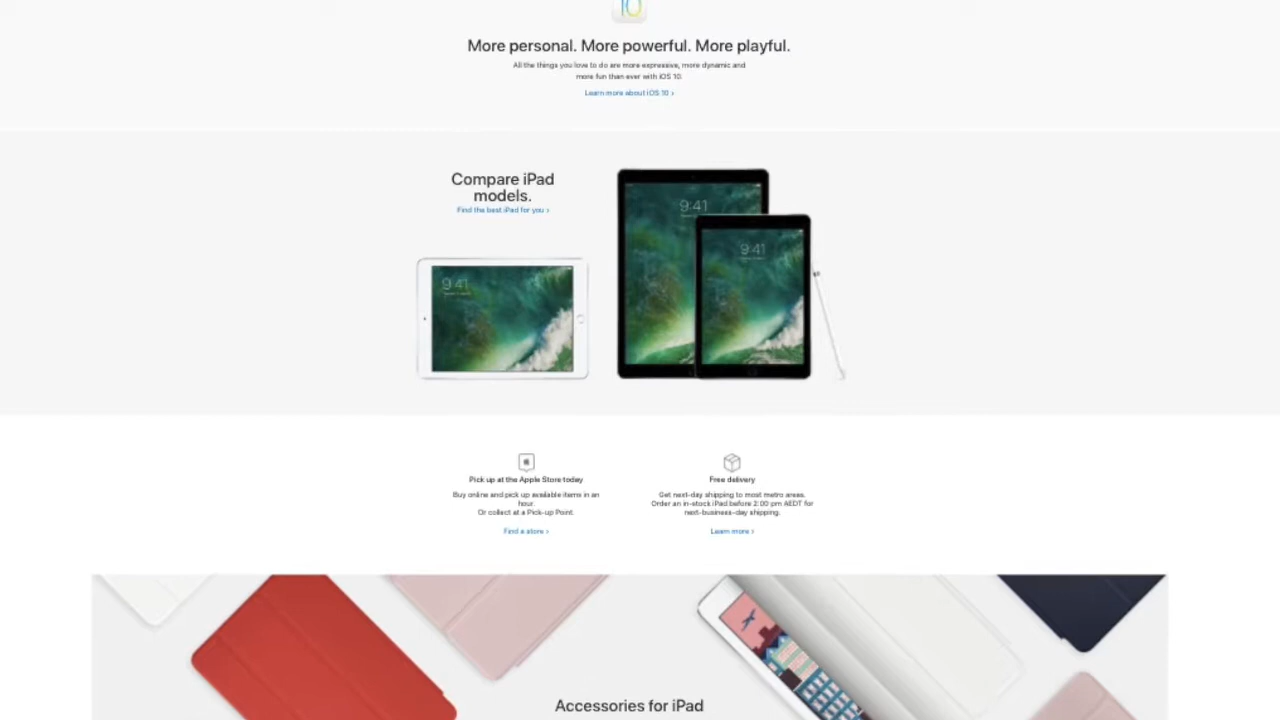 10
More personal. More powerful. More playful.
All the things you love to do are more expressive, more dynamic and
more fun than ever with iOS 10.
Learn more about iOS 10 ›
Compare iPad
models.
Find the best iPad for you ›
9:41
9:41
9:41
Pick up at the Apple Store today
Buy online and pick up available items in an
hour.
Or collect at a Pick-up Point.
Find a store ›
Free delivery
Get next-day shipping to most metro areas.
Order an in-stock iPad before 2:00 pm AEDT for
next-business-day shipping.
Learn more ›
Accessories for iPad